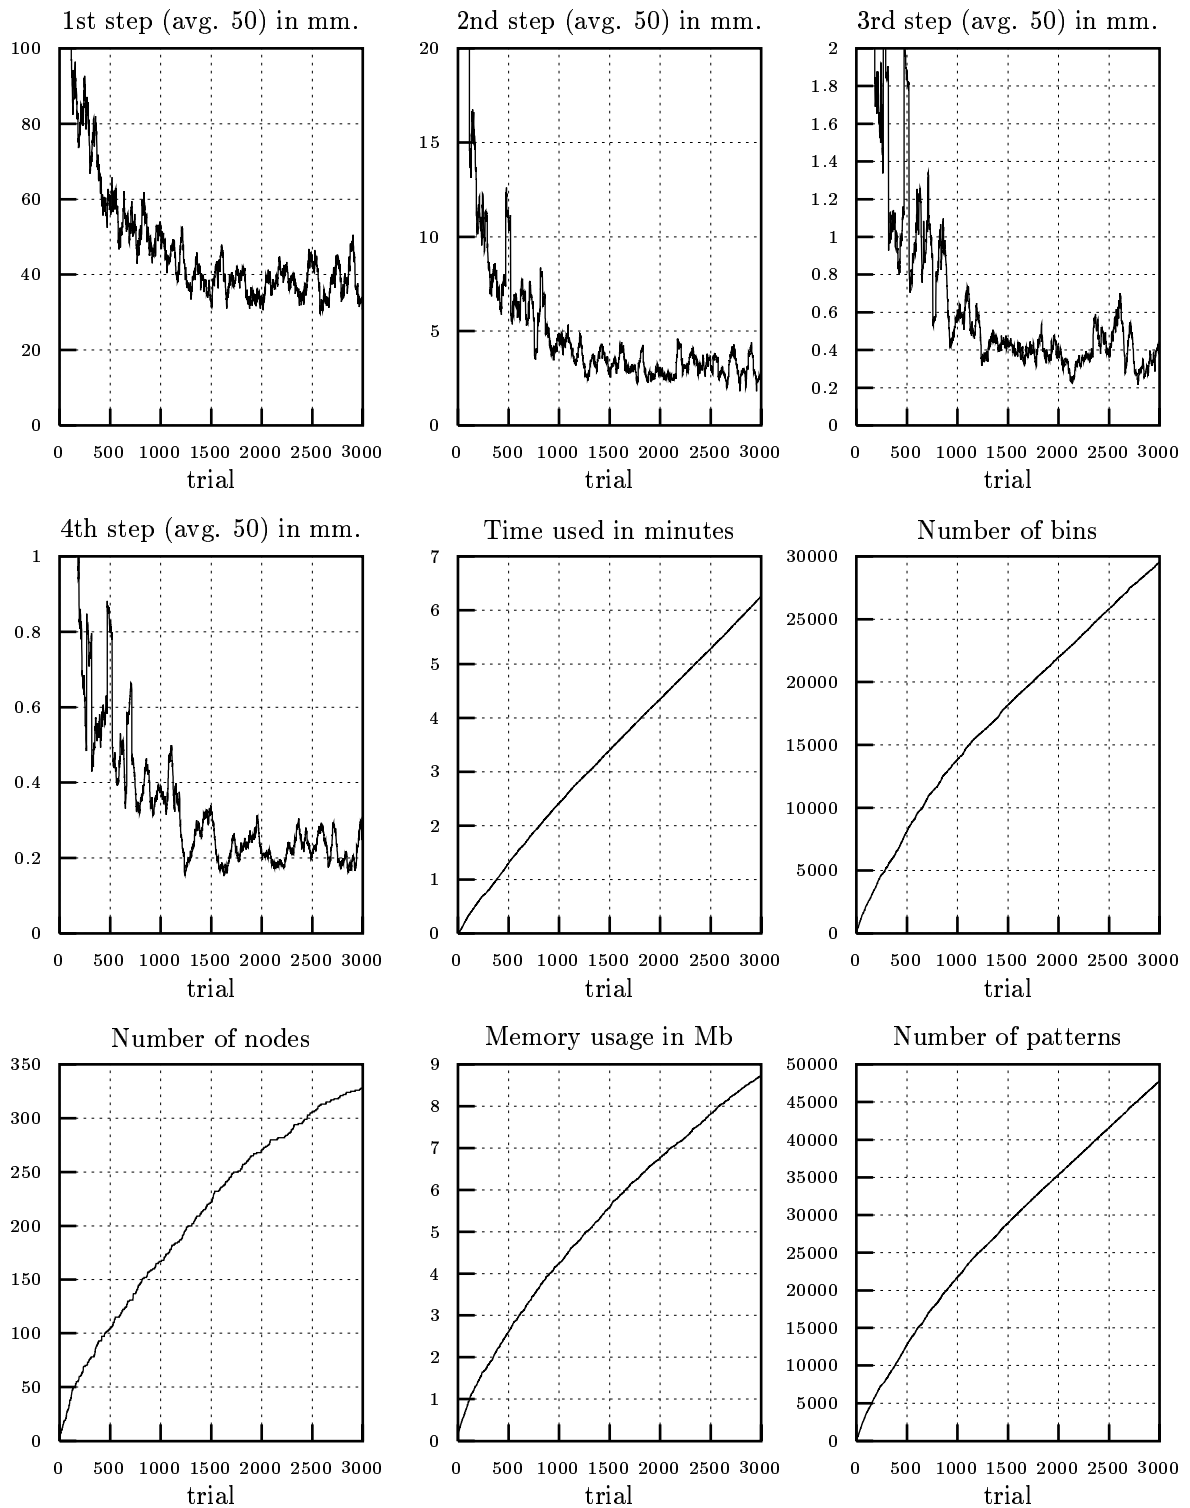 1st step (avg. 50) in mm.
100
80
60
40
20
0
0 500 1000 1500 2000 2500 3000
trial
2nd step (avg. 50) in mm.
20
15
10
5
0
0 500 1000 1500 2000 2500 3000
trial
3rd step (avg. 50) in mm.
2
1.8
1.6
1.4
1.2
1
0.8
0.6
0.4
0.2
0
0 500 1000 1500 2000 2500 3000
trial
4th step (avg. 50) in mm.
1
0.8
0.6
0.4
0.2
0
0 500 1000 1500 2000 2500 3000
trial
Time used in minutes
7
6
5
4
3
2
1
0
0 500 1000 1500 2000 2500 3000
trial
Number of bins
30000
25000
20000
15000
10000
5000
0
0 500 1000 1500 2000 2500 3000
trial
Number of nodes
350
300
250
200
150
100
50
0
0 500 1000 1500 2000 2500 3000
trial
Memory usage in Mb
9
8
7
6
5
4
3
2
1
0
0 500 1000 1500 2000 2500 3000
trial
Number of patterns
50000
45000
40000
35000
30000
25000
20000
15000
10000
5000
0
0 500 1000 1500 2000 2500 3000
trial